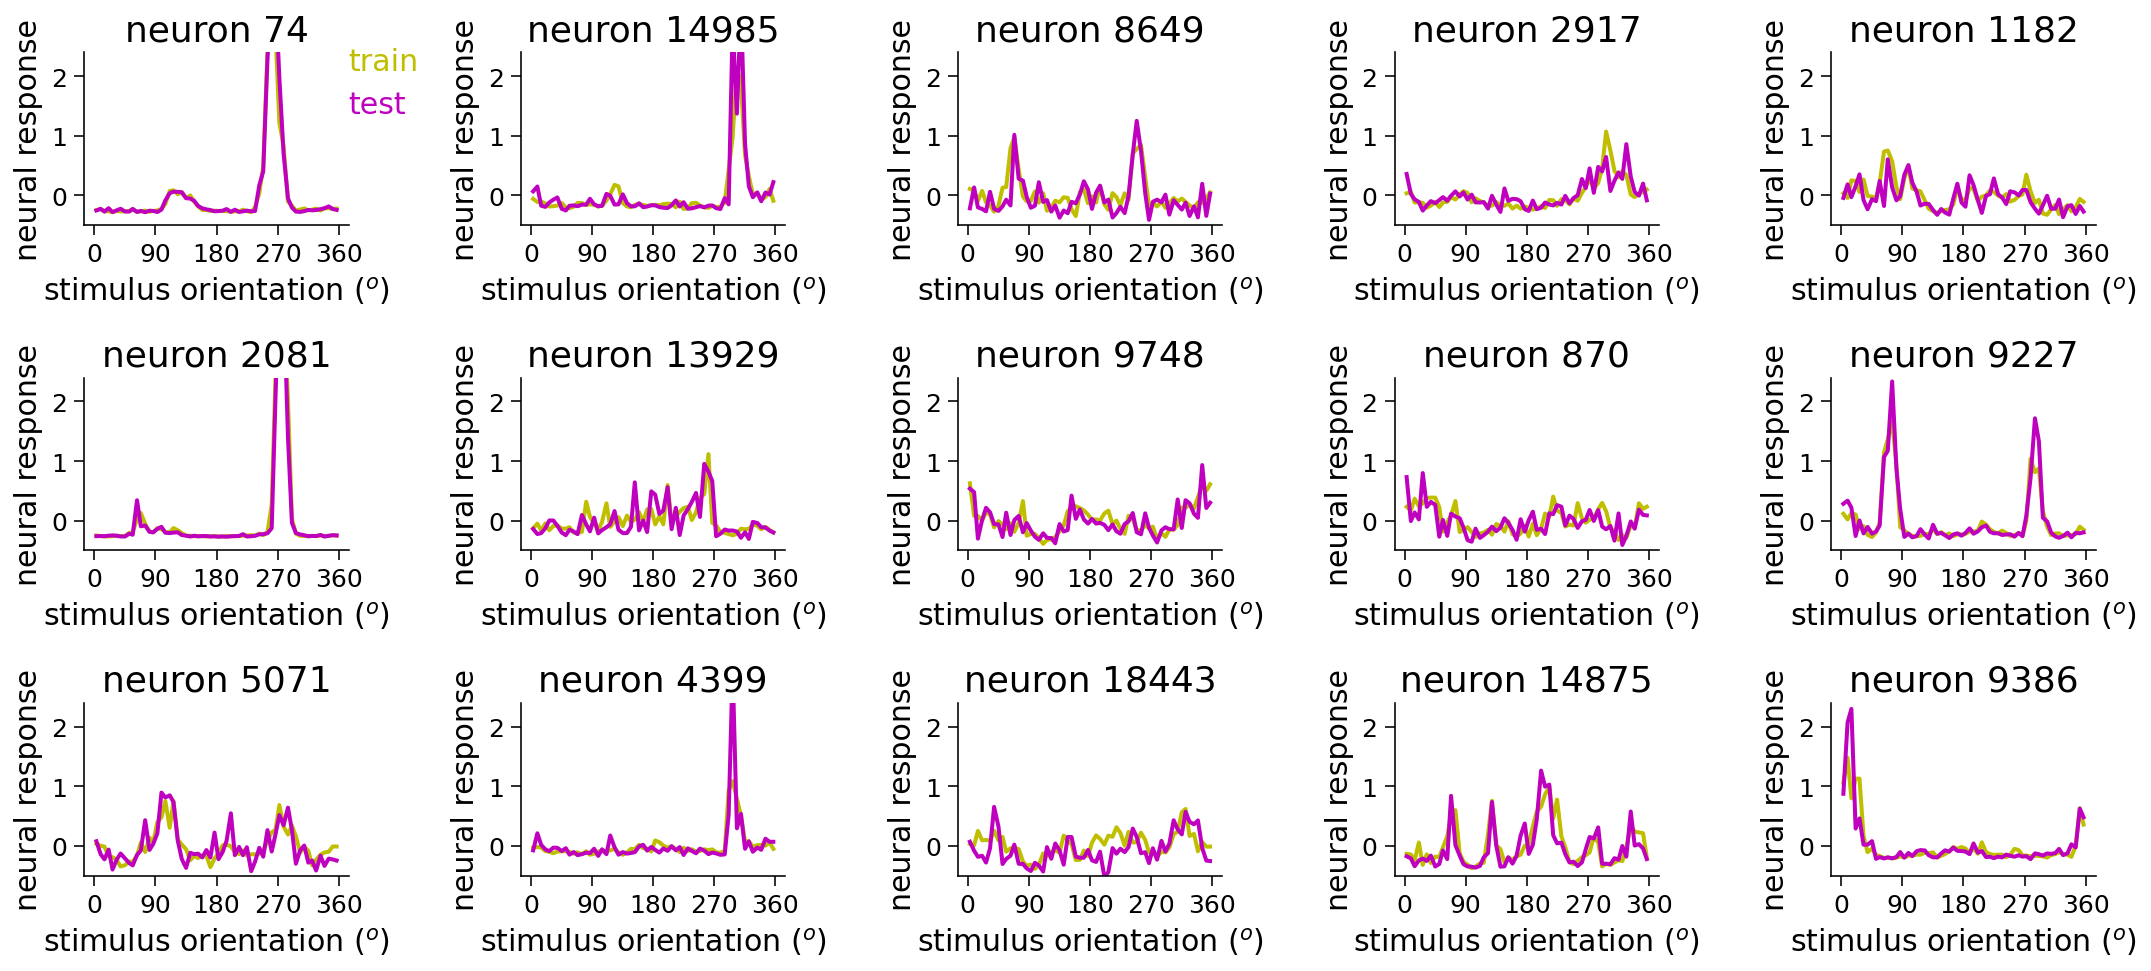 neuron 74
neuron 14985
neuron 8649
neuron 2917
neuron 1182
train
test
neural response
2
1
0
0 90 180 270 360
stimulus orientation (o)
neural response
2
1
0
0 90 180 270 360
stimulus orientation (o)
neural response
2
1
0
0 90 180 270 360
stimulus orientation (o)
neural response
2
1
0
0 90 180 270 360
stimulus orientation (o)
neural response
2
1
0
0 90 180 270 360
stimulus orientation (o)
neuron 2081
neuron 13929
neuron 9748
neuron 870
neuron 9227
neural response
2
1
0
0 90 180 270 360
stimulus orientation (o)
neural response
2
1
0
0 90 180 270 360
stimulus orientation (o)
neural response
2
1
0
0 90 180 270 360
stimulus orientation (o)
neural response
2
1
0
0 90 180 270 360
stimulus orientation (o)
neural response
2
1
0
0 90 180 270 360
stimulus orientation (o)
neuron 5071
neuron 4399
neuron 18443
neuron 14875
neuron 9386
neural response
2
1
0
0 90 180 270 360
stimulus orientation (o)
neural response
2
1
0
0 90 180 270 360
stimulus orientation (o)
neural response
2
1
0
0 90 180 270 360
stimulus orientation (o)
neural response
2
1
0
0 90 180 270 360
stimulus orientation (o)
neural response
2
1
0
0 90 180 270 360
stimulus orientation (o)